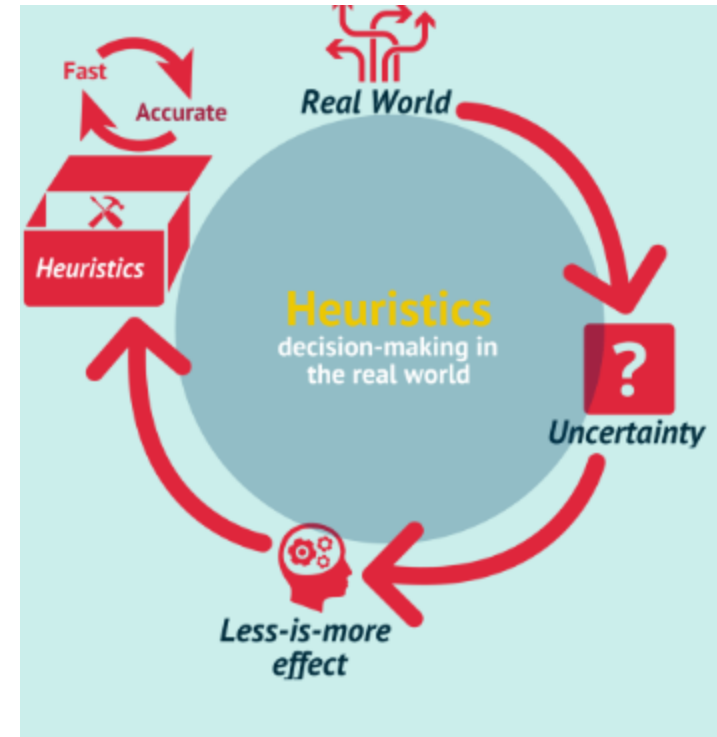 Fast
Accurate
Real World
Heuristics
Heuristics
decision-making in
the real world
?
Uncertainty
Less-is-more
effect